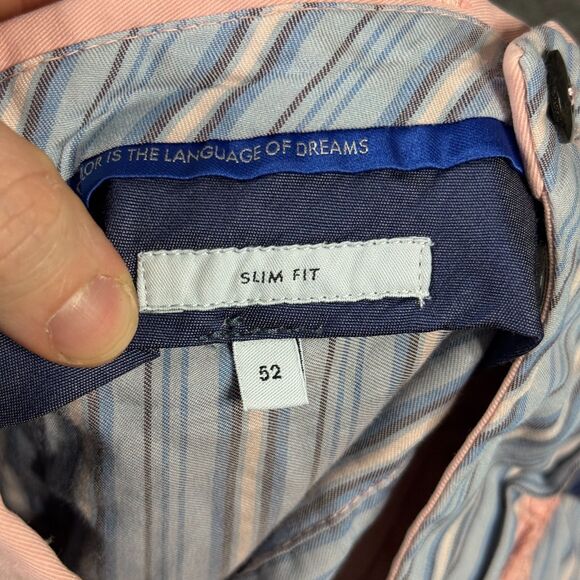 IS THE LANGUAGE OF DREAMS
SLIM FIT
52